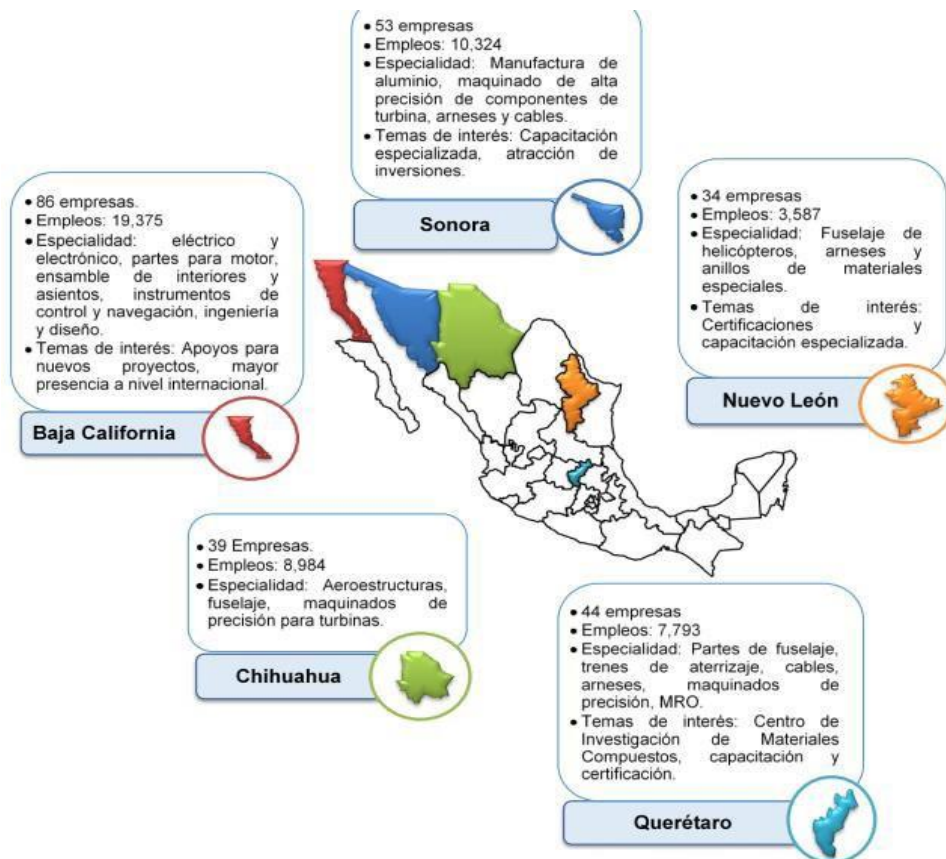 • 53 empresas
• Empleos: 10,324
• Especialidad: Manufactura de
aluminio, maquinado de alta
precisión de componentes de
turbina, arneses y cables.
• Temas de interés: Capacitación
especializada, atracción de
inversiones.
Sonora
• 86 empresas.
• Empleos: 19,375
• Especialidad: eléctrico y
electrónico, partes para motor,
ensamble de interiores y
asientos, instrumentos de
control y navegación, ingeniería
y diseño.
• Temas de interés: Apoyos para
nuevos proyectos, mayor
presencia a nivel internacional.
Baja California
• 34 empresas
• Empleos: 3,587
• Especialidad: Fuselaje de
helicópteros, arneses y
anillos de materiales
especiales.
• Temas de interés:
Certificaciones y
capacitación especializada.
Nuevo León
• 39 Empresas.
• Empleos: 8,984
• Especialidad: Aeroestructuras,
fuselaje, maquinados de
precisión para turbinas.
Chihuahua
• 44 empresas
• Empleos: 7,793
• Especialidad: Partes de fuselaje,
trenes de aterrizaje, cables,
arneses, maquinados de
precisión, MRO.
• Temas de interés: Centro de
Investigación de Materiales
Compuestos, capacitación y
certificación.
Querétaro